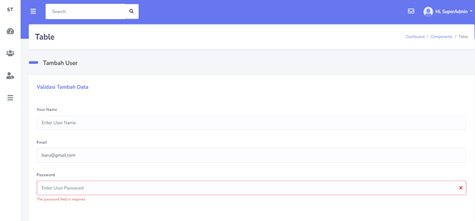 ST
Search
Hi, SuperAdmin
Table
Dashboard / Components / Table
Tambah User
Validasi Tambah Data
Your Name
Enter User Name
Email
baru@gmail.com
Password
Enter User Password
The password field is required.